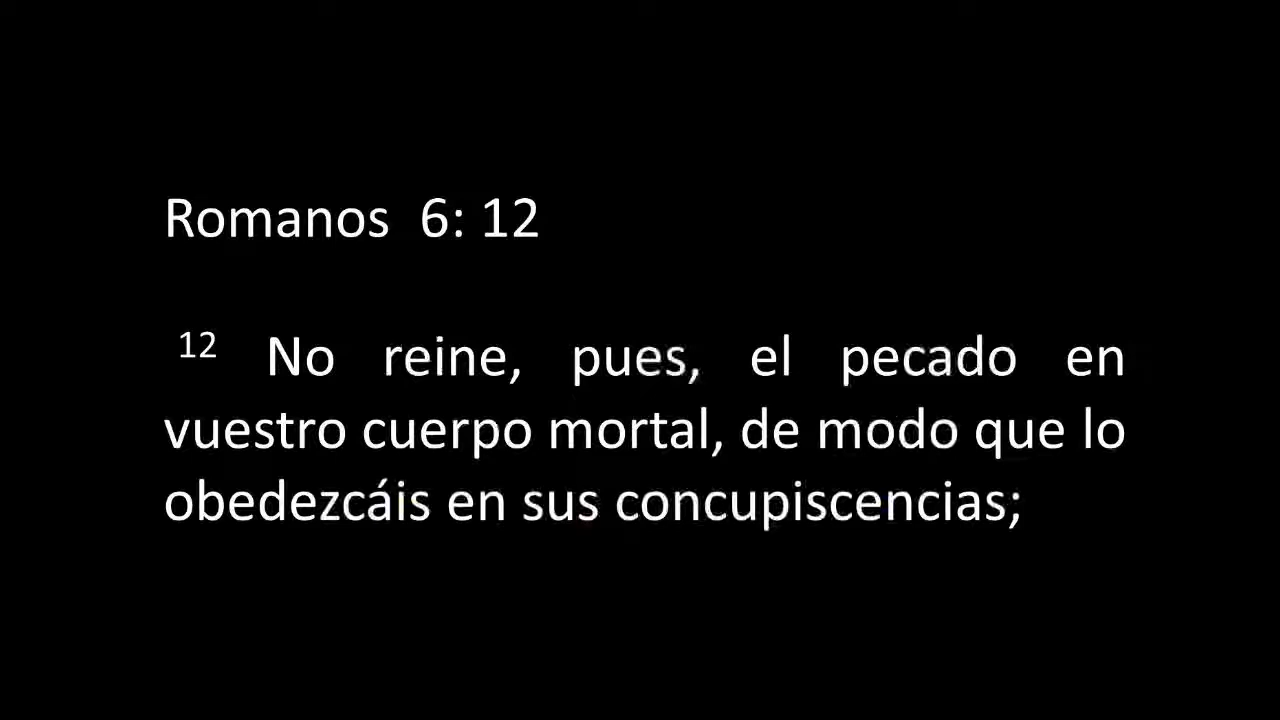 Romanos 6: 12
12 No reine, pues, el pecado en
vuestro cuerpo mortal, de modo que lo
obedezcáis en sus concupiscencias;